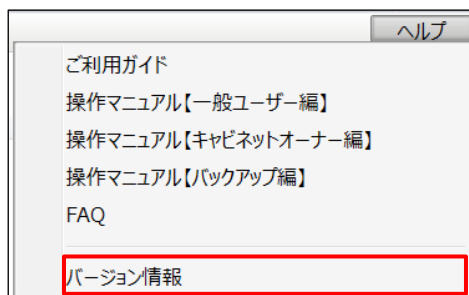 ヘルプ
ご利用ガイド
操作マニュアル【一般ユーザー編】
操作マニュアル【キャビネットオーナー編】
操作マニュアル【バックアップ編】
FAQ
バージョン情報